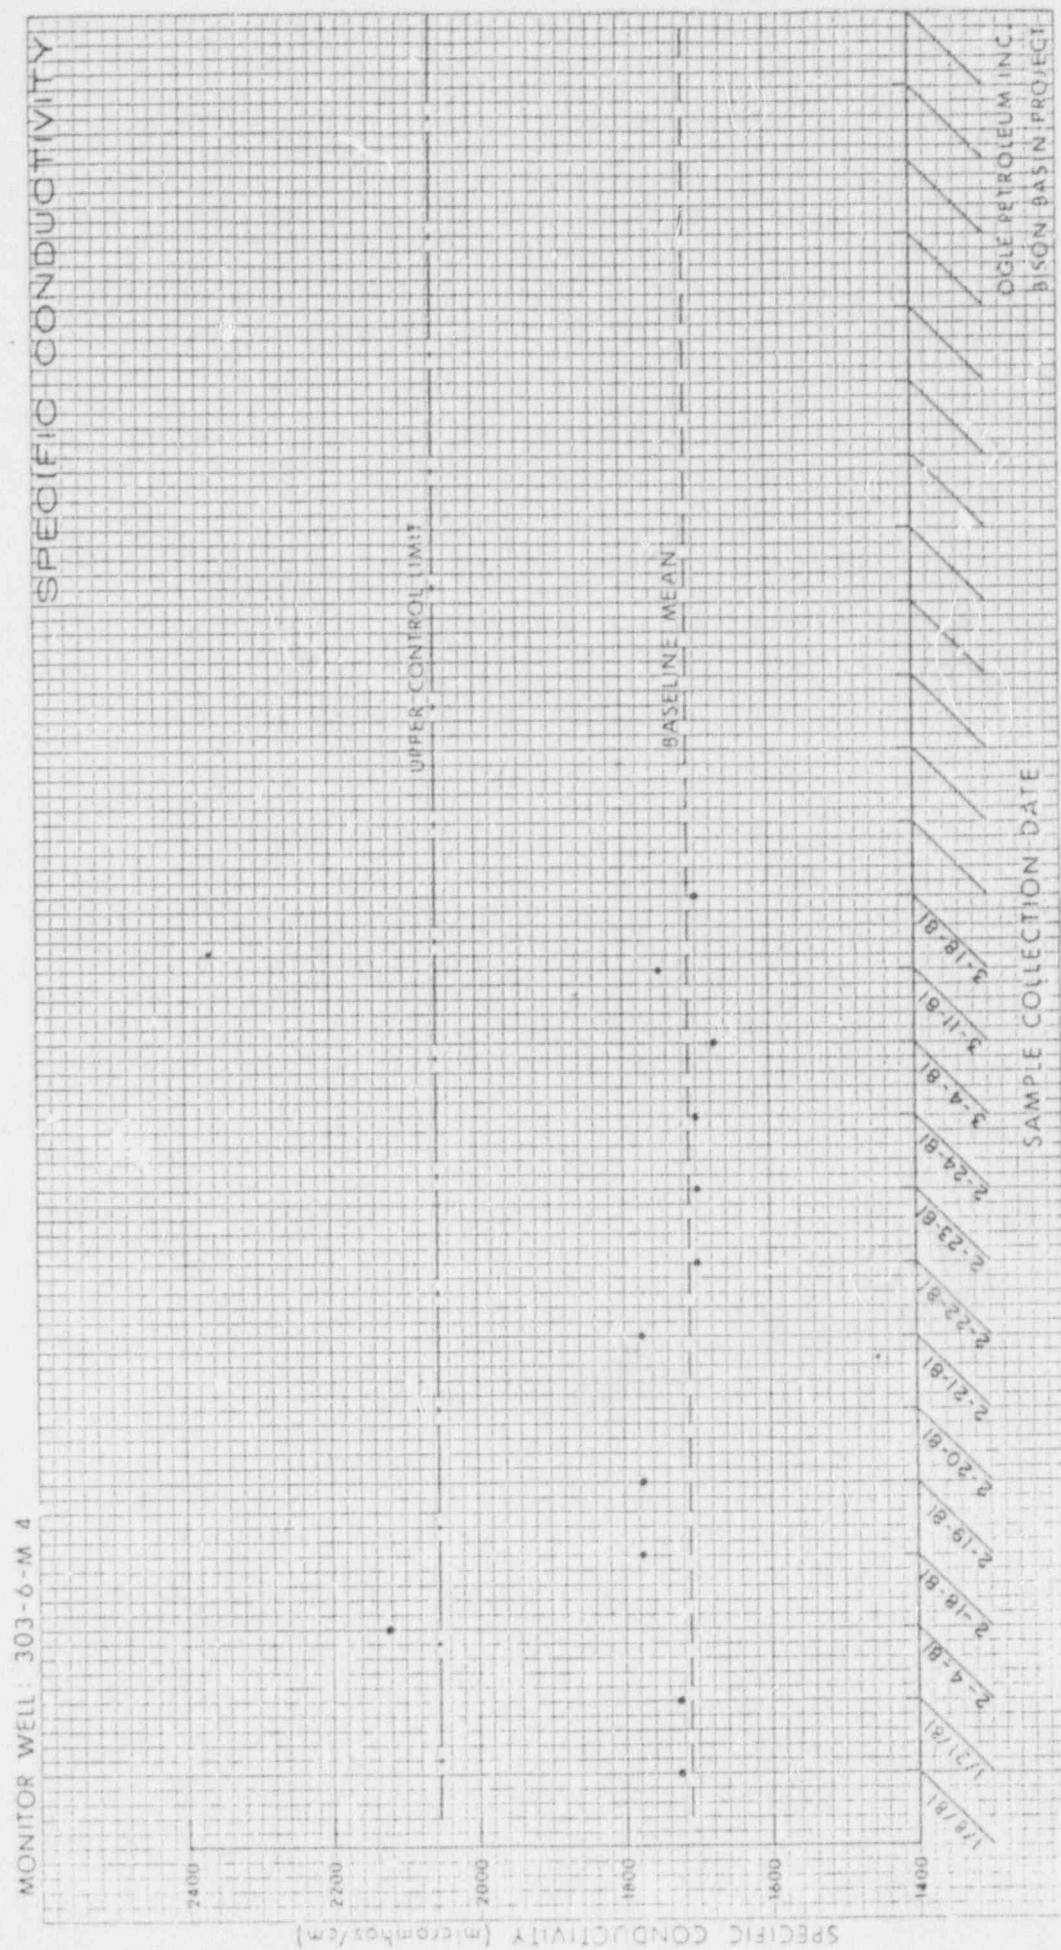 SPECIFIC CONDUCTIVITY
MONITOR WELL: 303-6-M 4
SPECIFIC CONDUCTIVITY (micromhos/cm)
2400
2200
2000
1800
1600
1400
UPPER CONTROL LIMIT
BASELINE MEAN
1/8/81
1/21/81
2-4-81
2-18-81
2-19-81
2-20-81
2-21-81
2-22-81
2-23-81
2-24-81
3-4-81
3-11-81
3-18-81
SAMPLE COLLECTION DATE
OGLE PETROLEUM INC.
BISON BASIN PROJECT